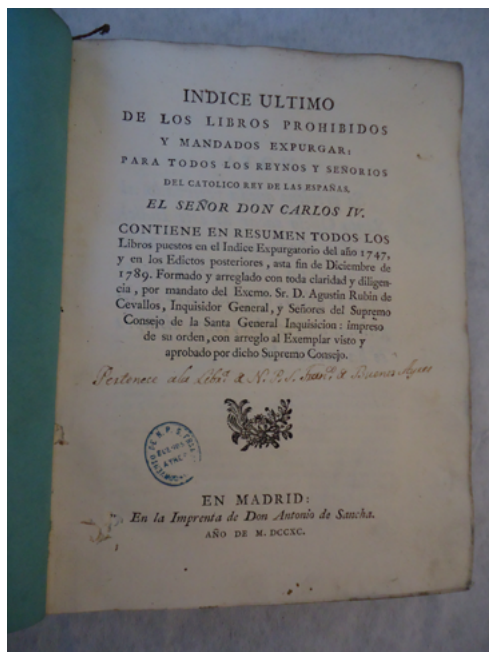 INDICE ULTIMO
DE LOS LIBROS PROHIBIDOS
Y MANDADOS EXPURGAR:
PARA TODOS LOS REYNOS Y SEÑORIOS
DEL CATOLICO REY DE LAS ESPAÑAS,
EL SEÑOR DON CARLOS IV.
CONTIENE EN RESUMEN TODOS LOS
Libros puestos en el Indice Expurgatorio del año 1747,
y en los Edictos posteriores, asta fin de Diciembre de
1789. Formado y arreglado con toda claridad y diligen-
cia, por mandato del Excmo. Sr. D. Agustin Rubin de
Cevallos, Inquisidor General, y Señores del Supremo
Consejo de la Santa General Inquisicion: impreso
de su orden, con arreglo al Exemplar visto y
aprobado por dicho Supremo Consejo.
Pertenece a la Libª. de N. P. S. Franº. de Buenos Ayres
EN MADRID:
En la Imprenta de Don Antonio de Sancha.
AÑO DE M. DCCXC.